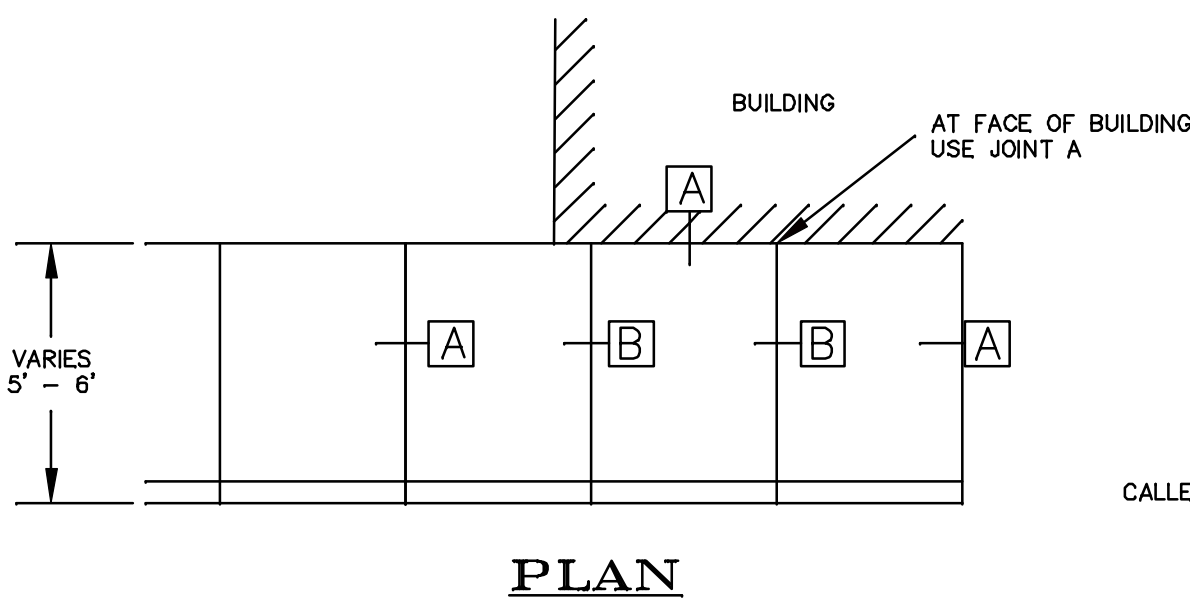 BUILDING
AT FACE OF BUILDING
USE JOINT A
A
A
B
B
A
VARIES
5' - 6'
CALLE
PLAN